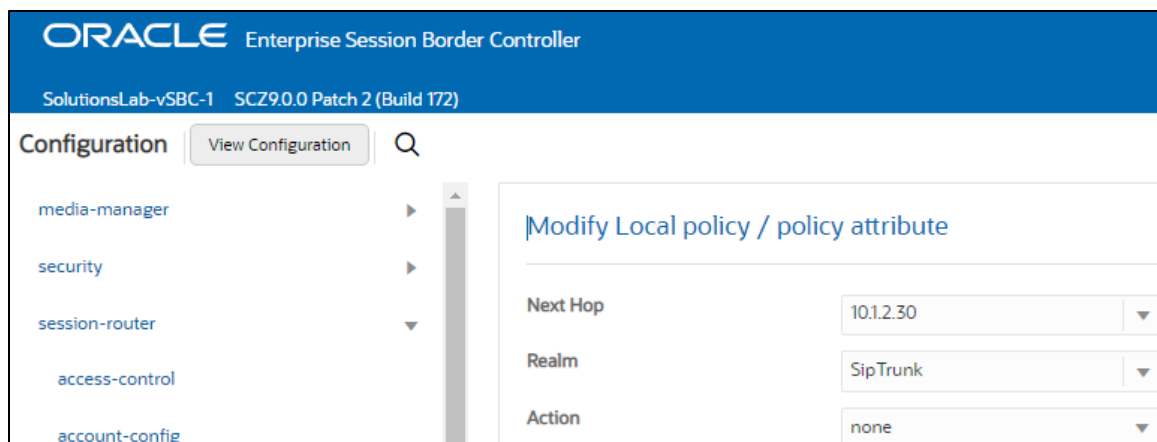 ORACLE Enterprise Session Border Controller
SolutionsLab-vSBC-1 SCZ9.0.0 Patch 2 (Build 172)
Configuration View Configuration
media-manager
security
session-router
access-control
account-config
Modify Local policy / policy attribute
Next Hop 10.1.2.30
Realm SipTrunk
Action none